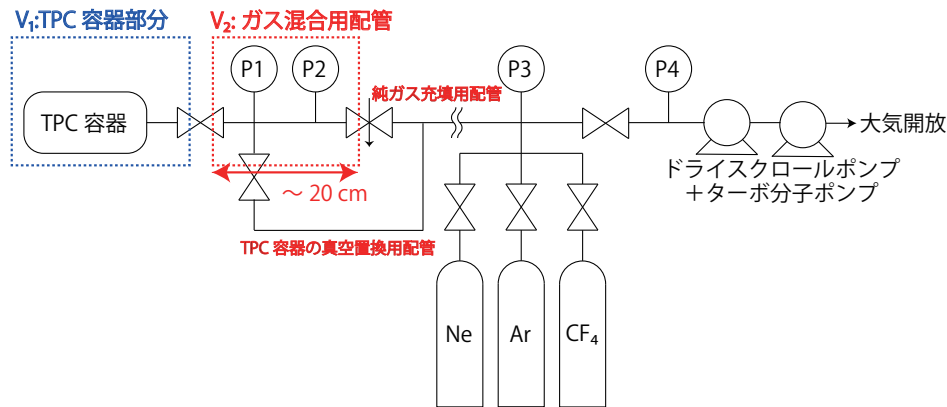 V₁:TPC 容器部分
V₂: ガス混合用配管
P1
P2
P3
P4
純ガス充填用配管
TPC 容器
大気開放
ドライスクロールポンプ
＋ターボ分子ポンプ
～ 20 cm
TPC 容器の真空置換用配管
Ne
Ar
CF₄